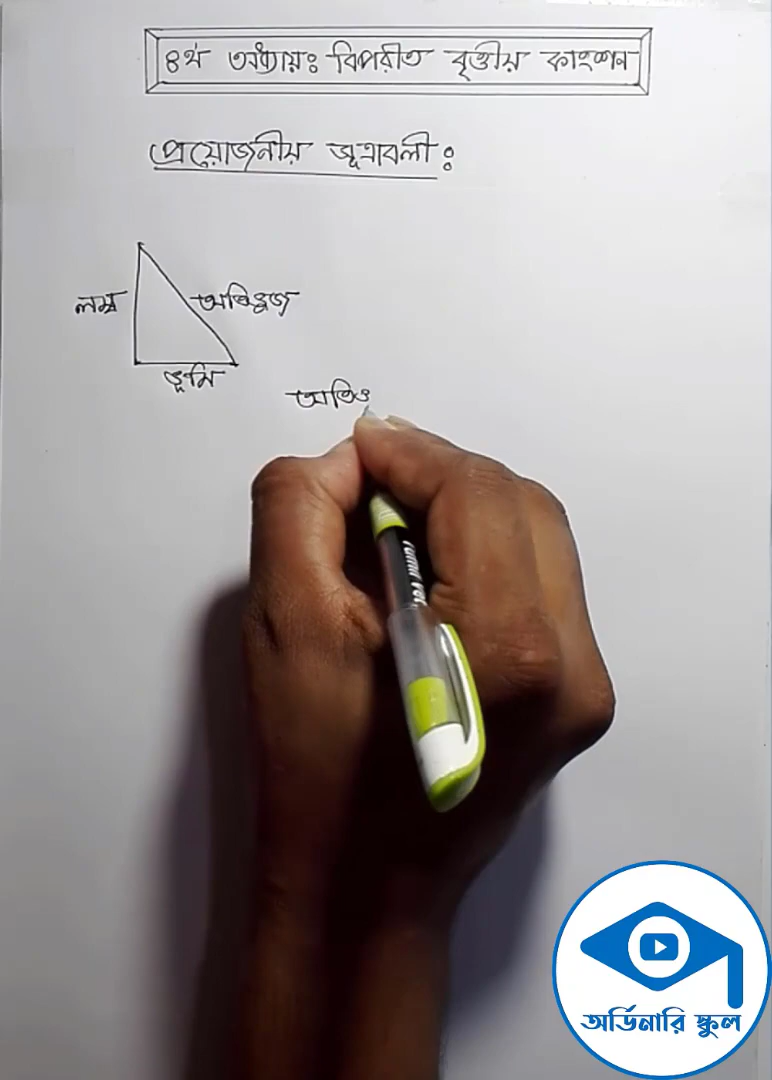 ৪র্থ অধ্যায়ঃ বিপরীত বৃত্তীয় ফাংশন
প্রয়োজনীয় সূত্রাবলী :
লম্ব
অতিভুজ
ভূমি
অতিও
অর্ডিনারি স্কুল